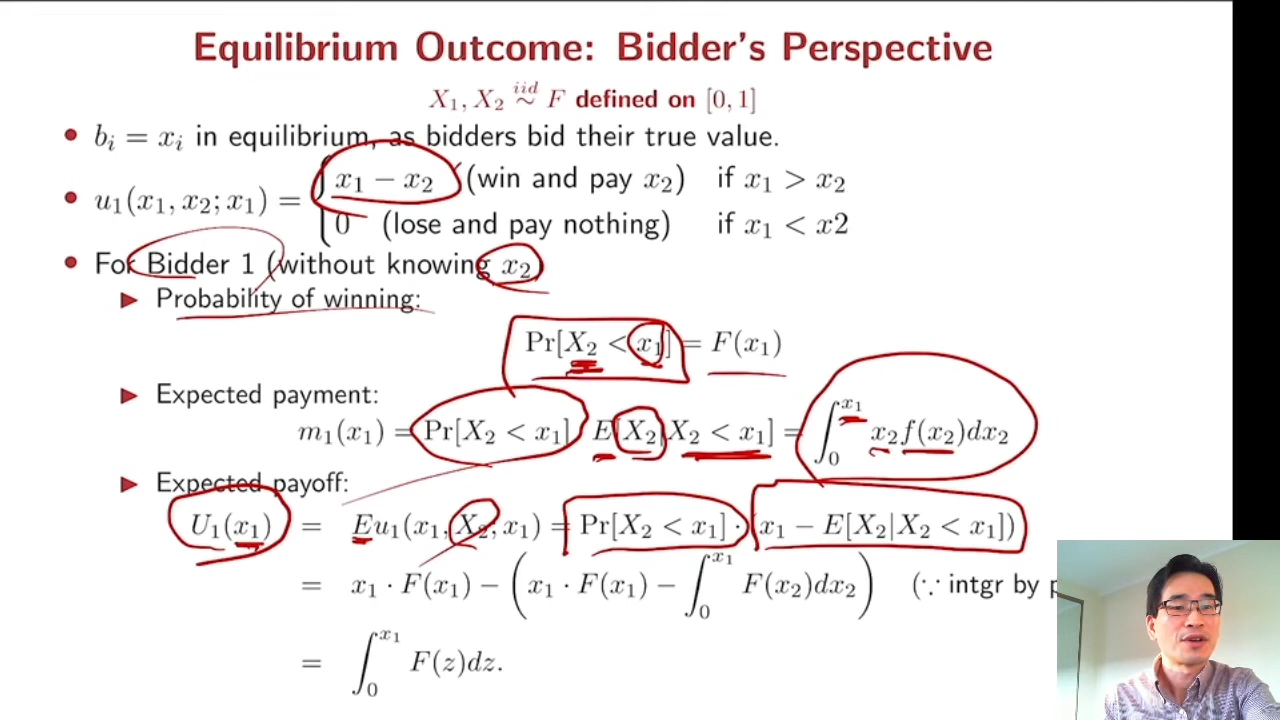 Equilibrium Outcome: Bidder's Perspective
X₁, X₂ iid ~ F defined on [0, 1]
• bᵢ = xᵢ in equilibrium, as bidders bid their true value.
• u₁(x₁, x₂; x₁) = { x₁ − x₂ (win and pay x₂) if x₁ > x₂
0 (lose and pay nothing) if x₁ < x2
• For Bidder 1 (without knowing x₂)
▶ Probability of winning:
Pr[X₂ < x₁] = F(x₁)
▶ Expected payment:
m₁(x₁) = Pr[X₂ < x₁] E[X₂|X₂ < x₁] = ∫₀^{x₁} x₂f(x₂)dx₂
▶ Expected payoff:
U₁(x₁) = Eu₁(x₁, X₂; x₁) = Pr[X₂ < x₁] · (x₁ − E[X₂|X₂ < x₁])
= x₁ · F(x₁) − (x₁ · F(x₁) − ∫₀^{x₁} F(x₂)dx₂) (∵ intgr by
= ∫₀^{x₁} F(z)dz.